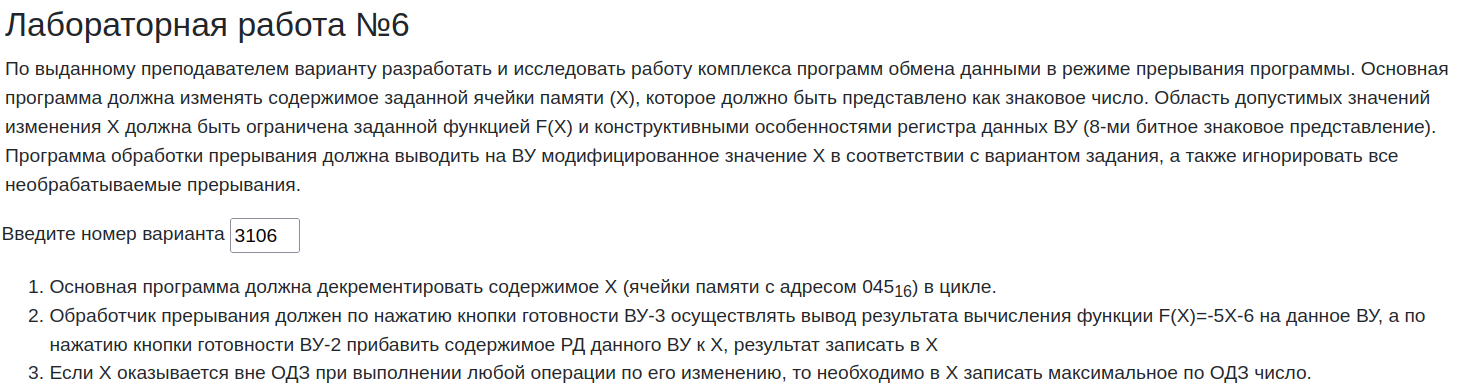 Лабораторная работа №6
По выданному преподавателем варианту разработать и исследовать работу комплекса программ обмена данными в режиме прерывания программы. Основная
программа должна изменять содержимое заданной ячейки памяти (X), которое должно быть представлено как знаковое число. Область допустимых значений
изменения X должна быть ограничена заданной функцией F(X) и конструктивными особенностями регистра данных ВУ (8-ми битное знаковое представление).
Программа обработки прерывания должна выводить на ВУ модифицированное значение X в соответствии с вариантом задания, а также игнорировать все
необрабатываемые прерывания.
Введите номер варианта 3106
1. Основная программа должна декрементировать содержимое X (ячейки памяти с адресом 045₁₆) в цикле.
2. Обработчик прерывания должен по нажатию кнопки готовности ВУ-3 осуществлять вывод результата вычисления функции F(X)=-5X-6 на данное ВУ, а по
нажатию кнопки готовности ВУ-2 прибавить содержимое РД данного ВУ к X, результат записать в X
3. Если X оказывается вне ОДЗ при выполнении любой операции по его изменению, то необходимо в X записать максимальное по ОДЗ число.